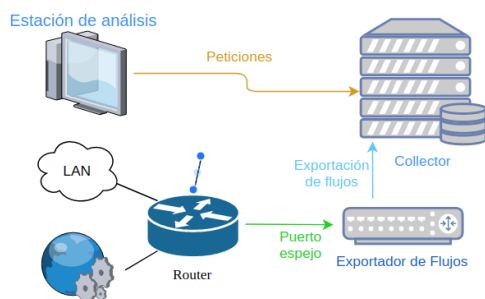 Estación de análisis
Peticiones
LAN
Exportación
de flujos
Collector
Router
Puerto
espejo
Exportador de Flujos